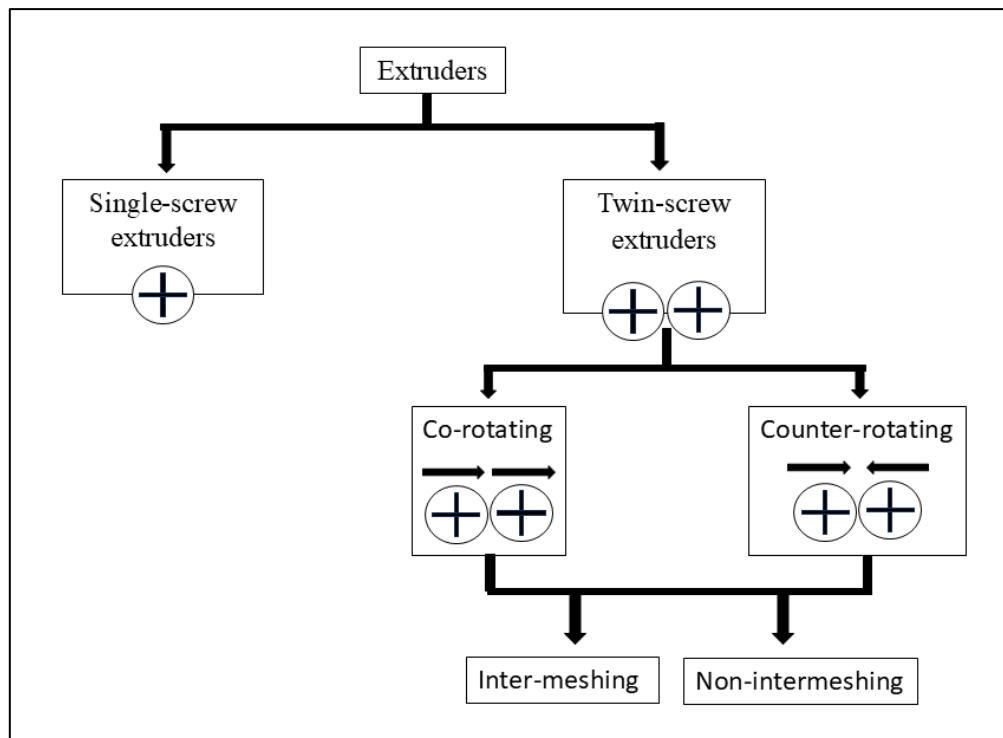 Extruders
Single-screw
extruders
Twin-screw
extruders
Co-rotating
Counter-rotating
Inter-meshing
Non-intermeshing